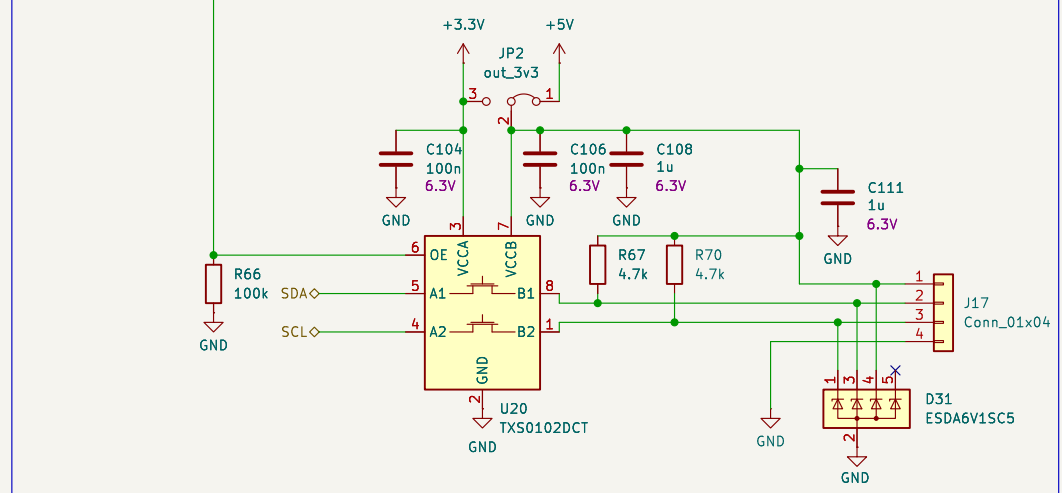 +3.3V
+5V
JP2
out_3v3
3
1
2
C104
100n
6.3V
GND
C106
100n
6.3V
GND
C108
1u
6.3V
GND
C111
1u
6.3V
GND
3
7
6
OE
VCCA
VCCB
R66
100k
GND
SDA
5
A1
B1
8
SCL
4
A2
B2
1
GND
2
U20
TXS0102DCT
GND
R67
4.7k
R70
4.7k
1
2
3
4
J17
Conn_01x04
GND
1
3
4
5
D31
ESDA6V1SC5
2
GND